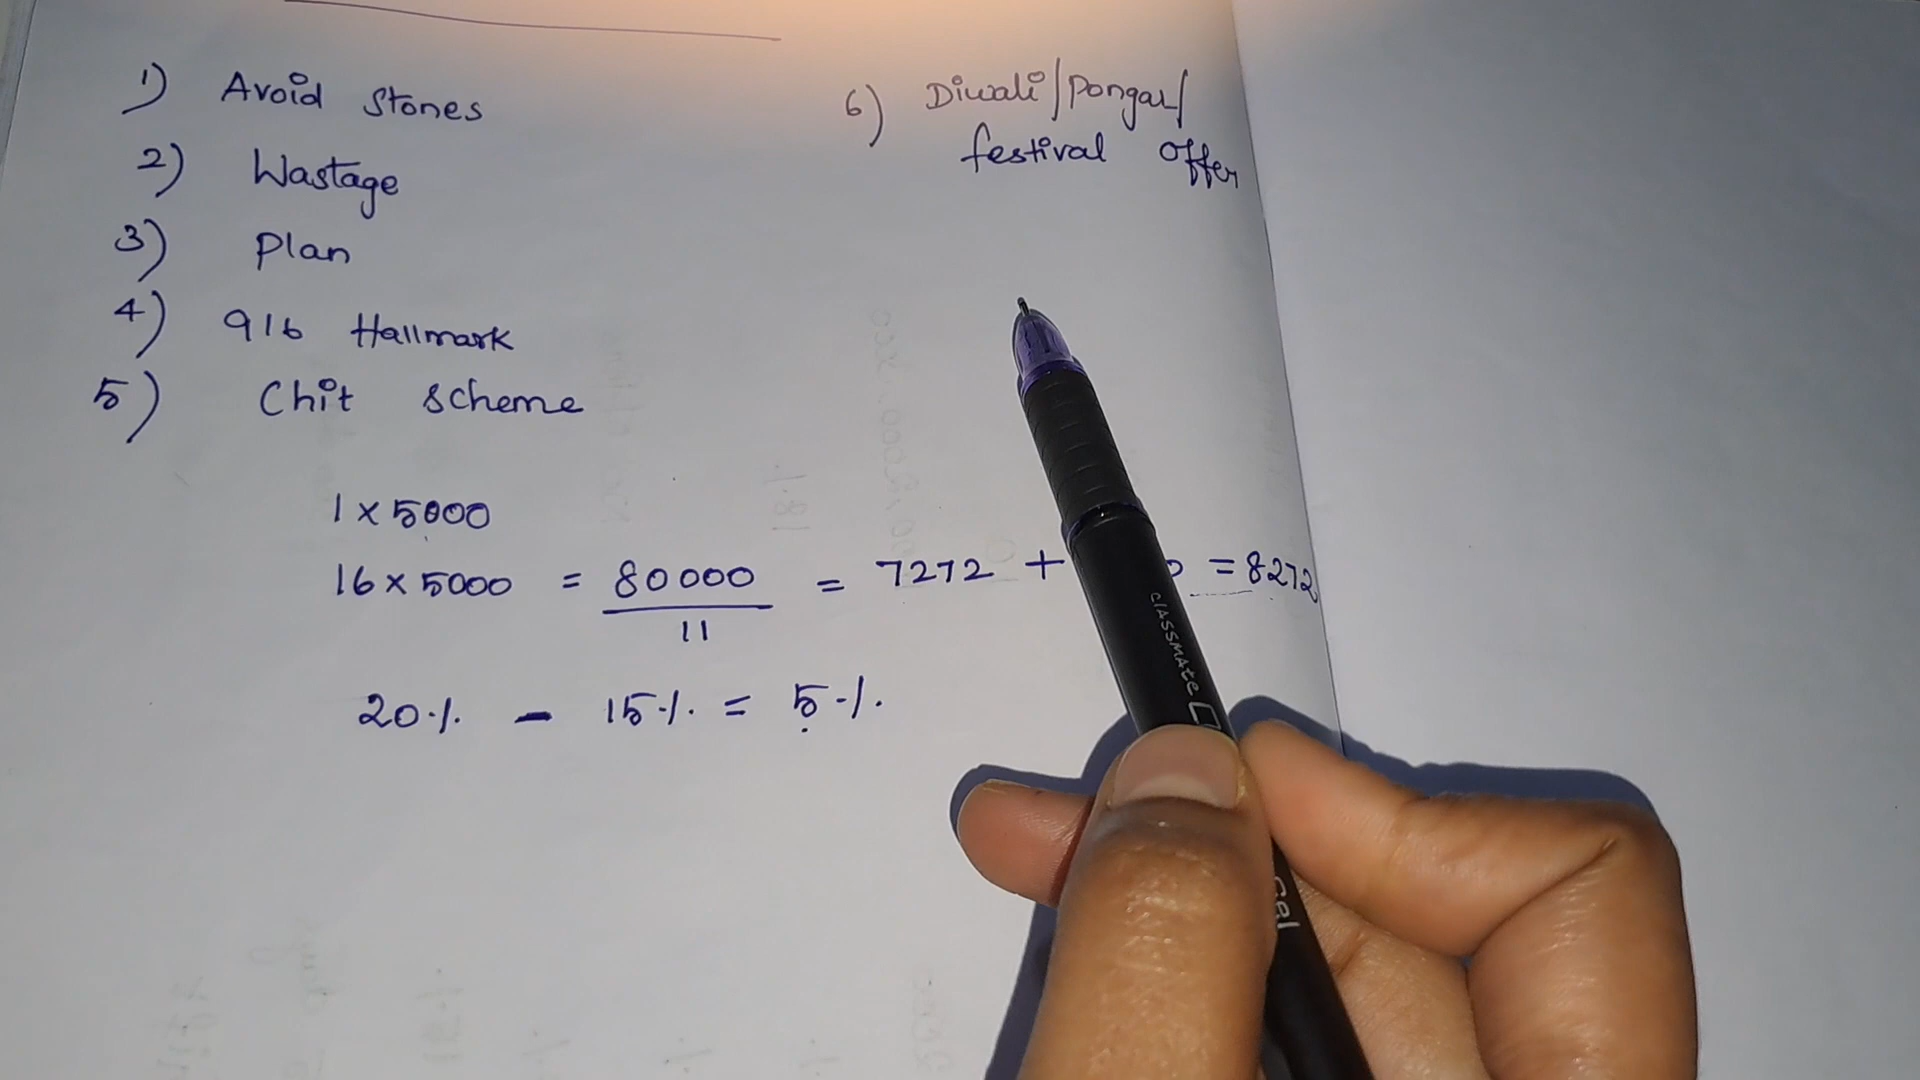 1) Avoid Stones
2) Wastage
3) Plan
4) 916 Hallmark
5) Chit scheme
6) Diwali/Pongal/
festival offer
1 x 5000
16 x 5000 = 80000 = 7272 + = 8272
11
20% - 15% = 5%.
CLASSMATE
Gel